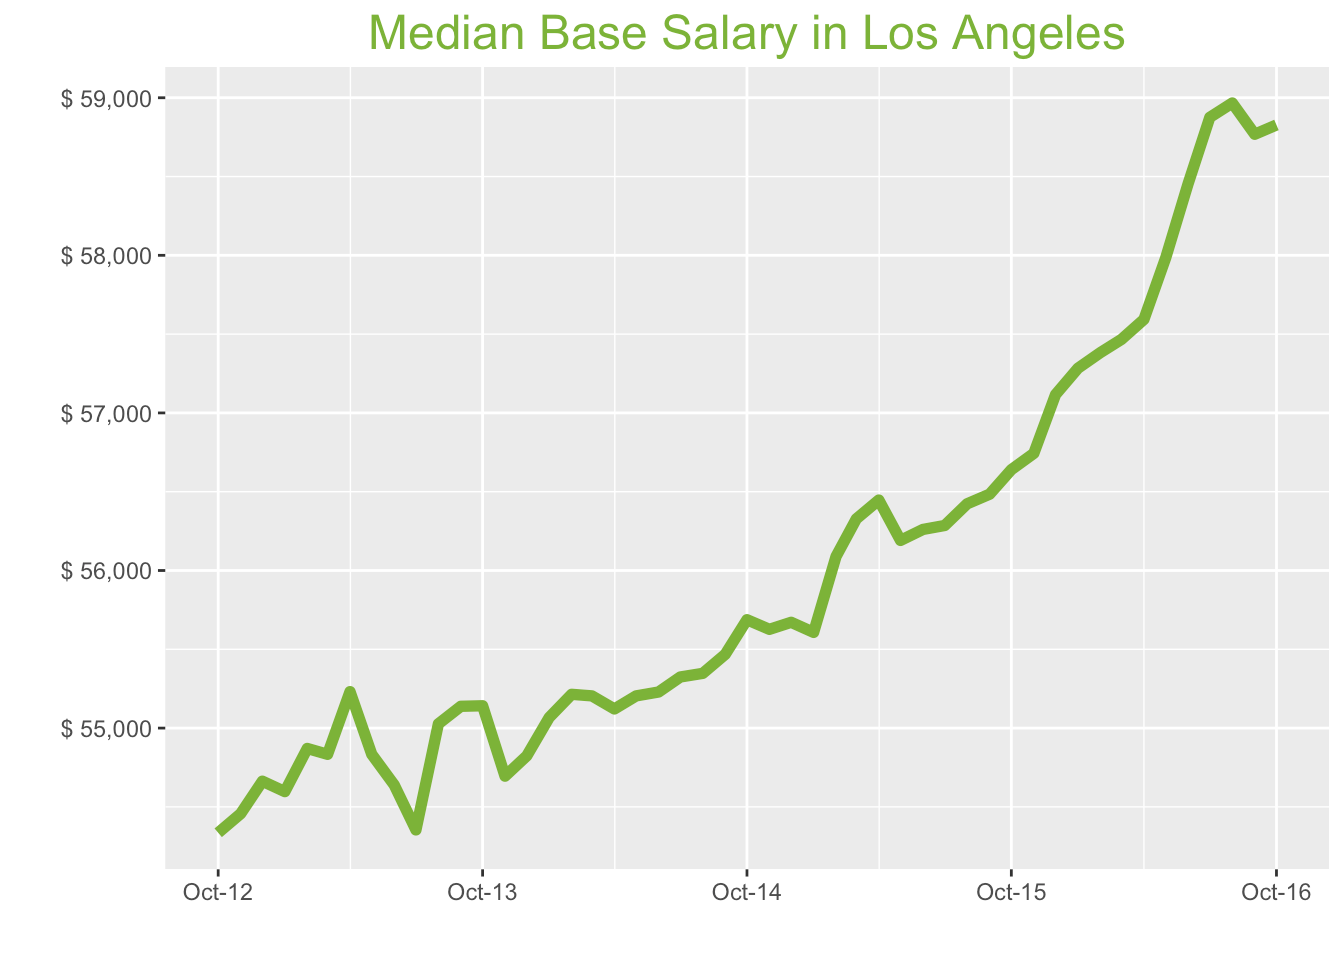 Median Base Salary in Los Angeles
$ 59,000
$ 58,000
$ 57,000
$ 56,000
$ 55,000
Oct-12 Oct-13 Oct-14 Oct-15 Oct-16